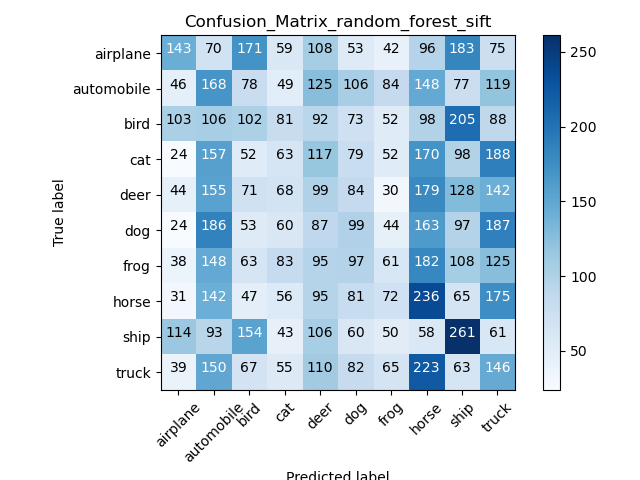 Confusion_Matrix_random_forest_sift
airplane 143 70 171 59 108 53 42 96 183 75
automobile 46 168 78 49 125 106 84 148 77 119
bird 103 106 102 81 92 73 52 98 205 88
cat 24 157 52 63 117 79 52 170 98 188
deer 44 155 71 68 99 84 30 179 128 142
dog 24 186 53 60 87 99 44 163 97 187
frog 38 148 63 83 95 97 61 182 108 125
horse 31 142 47 56 95 81 72 236 65 175
ship 114 93 154 43 106 60 50 58 261 61
truck 39 150 67 55 110 82 65 223 63 146
airplane automobile bird cat deer dog frog horse ship truck
True label
Predicted label
250
200
150
100
50